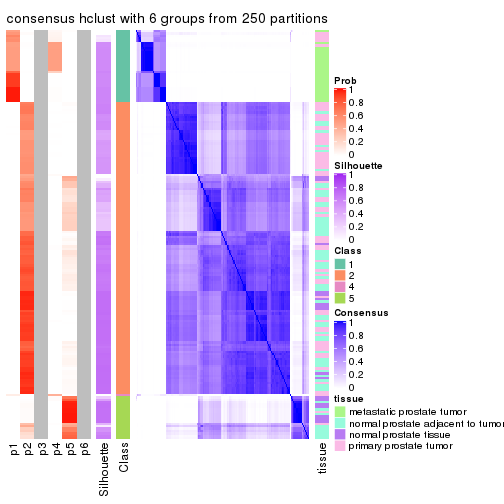 consensus hclust with 6 groups from 250 partitions
Prob
1
0.8
0.6
0.4
0.2
0
Silhouette
1
0.8
0.6
0.4
0.2
0
Class
1
2
4
5
Consensus
1
0.8
0.6
0.4
0.2
0
tissue
metastatic prostate tumor
normal prostate adjacent to tumor
normal prostate tissue
primary prostate tumor
p1
p2
p3
p4
p5
p6
Silhouette
Class
tissue